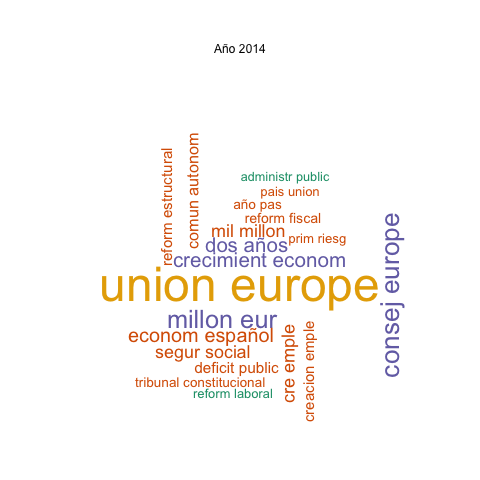 Año 2014
reform estructural
comun autonom
administr public
pais union
año pas
reform fiscal
mil millon
prim riesg
dos años
crecimient econom
union europe
consej europe
millon eur
econom español
segur social
deficit public
cre emple
creacion emple
tribunal constitucional
reform laboral